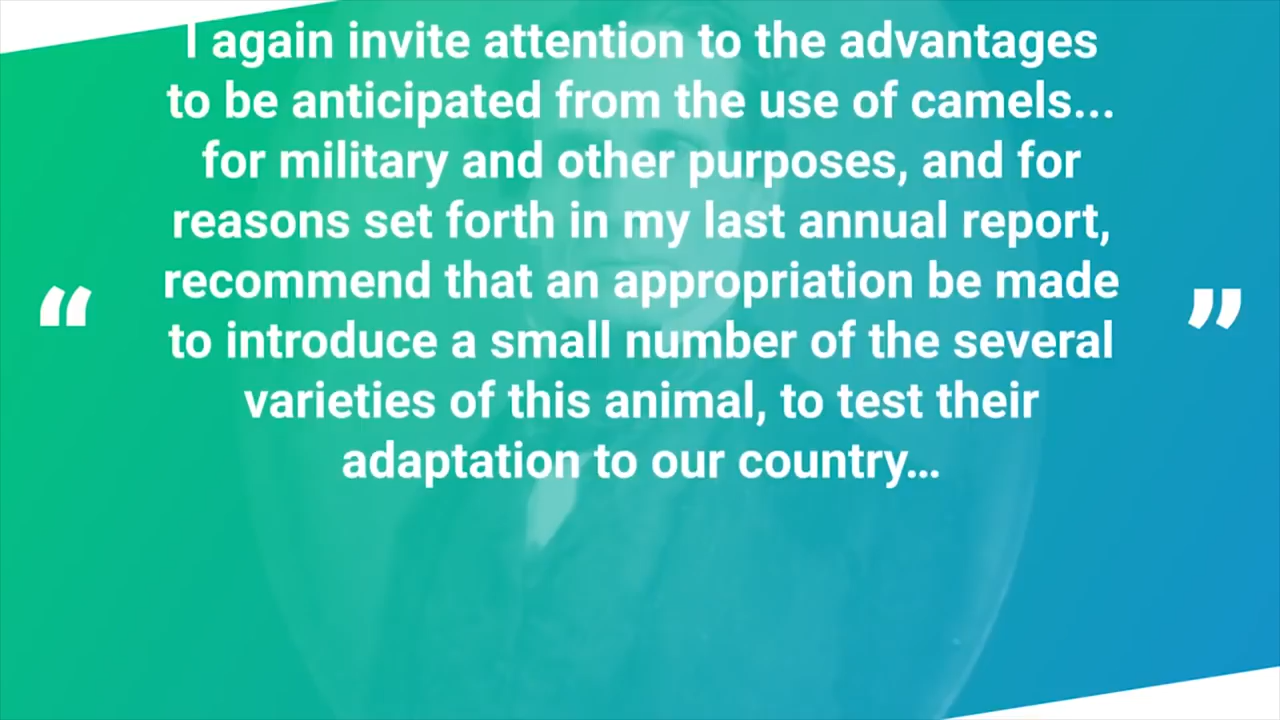 I again invite attention to the advantages
to be anticipated from the use of camels...
for military and other purposes, and for
reasons set forth in my last annual report,
“ recommend that an appropriation be made ”
to introduce a small number of the several
varieties of this animal, to test their
adaptation to our country...